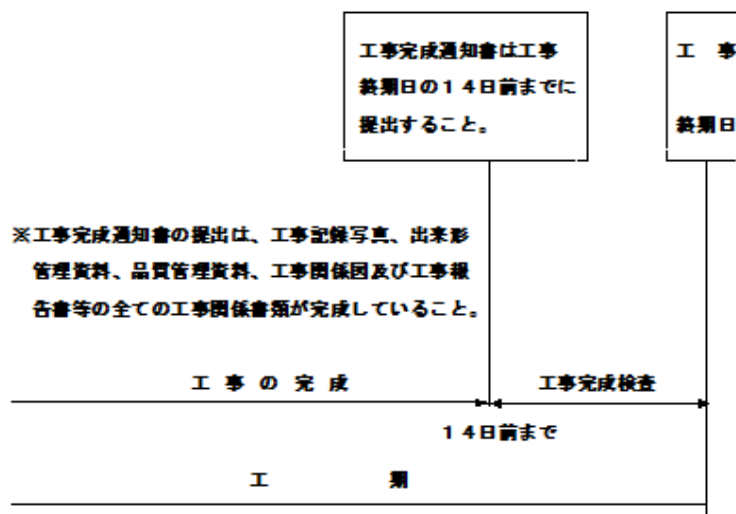 工事完成通知書は工事
終期日の１４日前までに
提出すること。
工　事
終期日
※工事完成通知書の提出は、工事記録写真、出来形
管理資料、品質管理資料、工事関係図及び工事報
告書等の全ての工事関係書類が完成していること。
工 事 の 完 成
工事完成検査
１４日前まで
工　　　　　　期